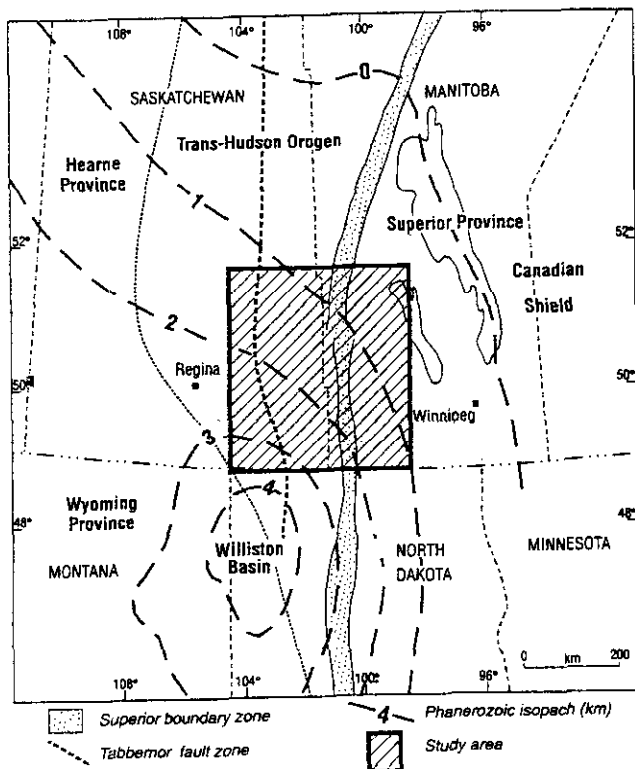 108°
104°
100°
96°
0
SASKATCHEWAN
MANITOBA
Trans-Hudson Orogen
Hearne
Province
1
Superior Province
52°
52°
Canadian
Shield
2
Regina
50°
50°
Winnipeg
3
4
Wyoming
Province
48°
48°
Williston
Basin
NORTH
DAKOTA
MINNESOTA
MONTANA
0 km 200
108°
104°
100°
96°
Superior boundary zone
4 Phanerozoic isopach (km)
Tabbernor fault zone
Study area